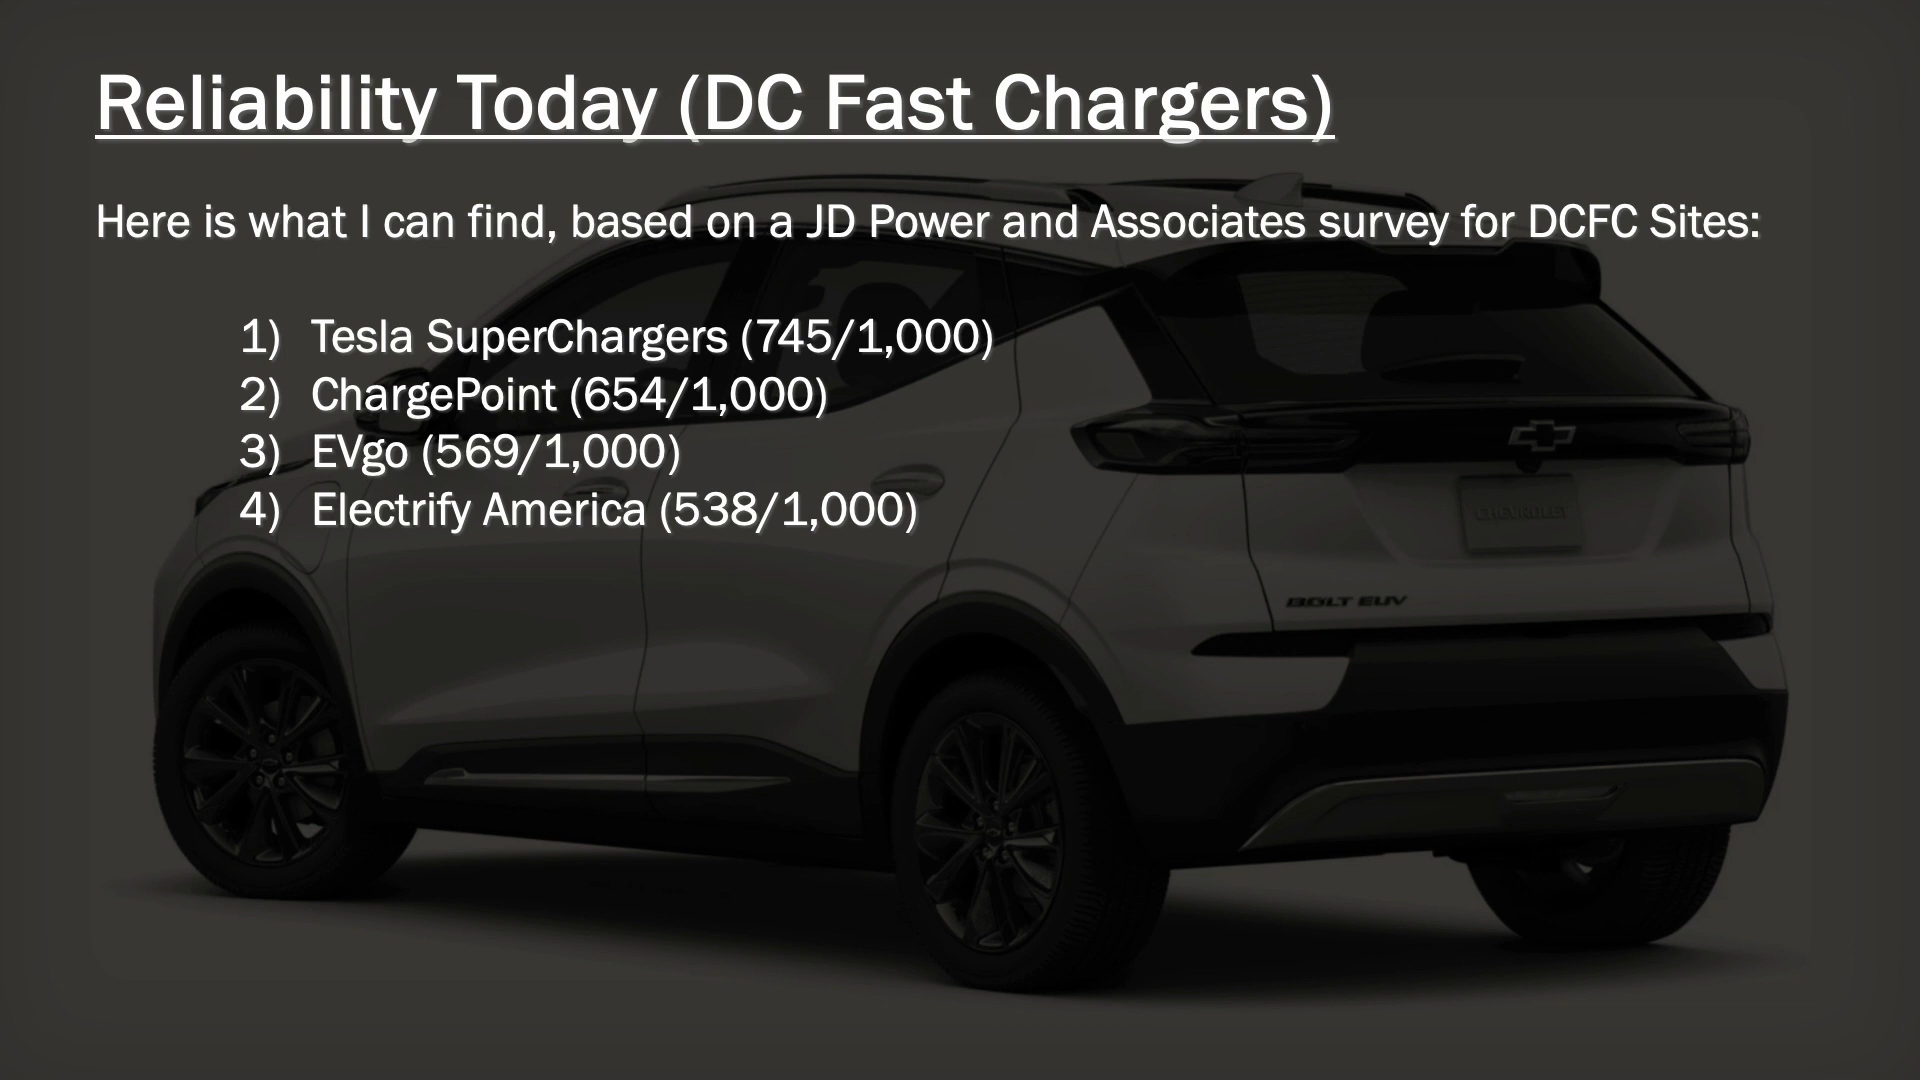 Reliability Today (DC Fast Chargers)
Here is what I can find, based on a JD Power and Associates survey for DCFC Sites:
1) Tesla SuperChargers (745/1,000)
2) ChargePoint (654/1,000)
3) EVgo (569/1,000)
4) Electrify America (538/1,000)
CHEVROLET
BOLT EUV